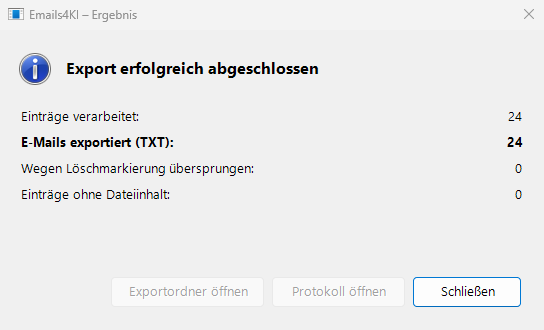 Emails4KI – Ergebnis
Export erfolgreich abgeschlossen
Einträge verarbeitet: 24
E-Mails exportiert (TXT): 24
Wegen Löschmarkierung übersprungen: 0
Einträge ohne Dateiinhalt: 0
Exportordner öffnen Protokoll öffnen Schließen